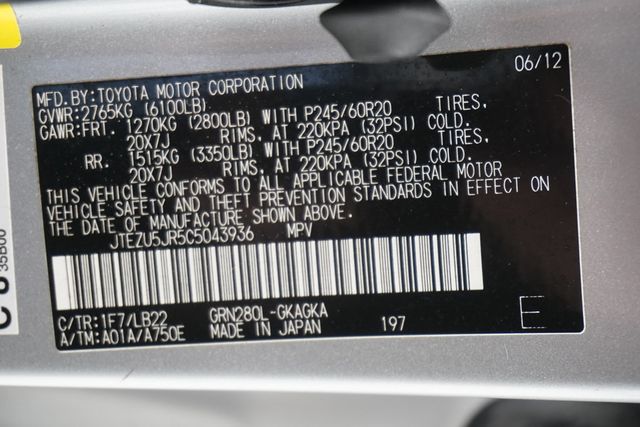 06/12
MFD.BY:TOYOTA MOTOR CORPORATION
GVWR:2765KG (6100LB)
GAWR:FRT. 1270KG (2800LB) WITH P245/60R20 TIRES,
20X7J RIMS, AT 220KPA (32PSI) COLD.
RR. 1515KG (3350LB) WITH P245/60R20 TIRES,
20X7J RIMS, AT 220KPA (32PSI) COLD.
THIS VEHICLE CONFORMS TO ALL APPLICABLE FEDERAL MOTOR
VEHICLE SAFETY AND THEFT PREVENTION STANDARDS IN EFFECT ON
THE DATE OF MANUFACTURE SHOWN ABOVE.
JTEZU5JR5C5043936 MPV
C/TR:1F7/LB22 GRN280L-GKAGKA
A/TM:A01A/A750E MADE IN JAPAN 197
E
35B00